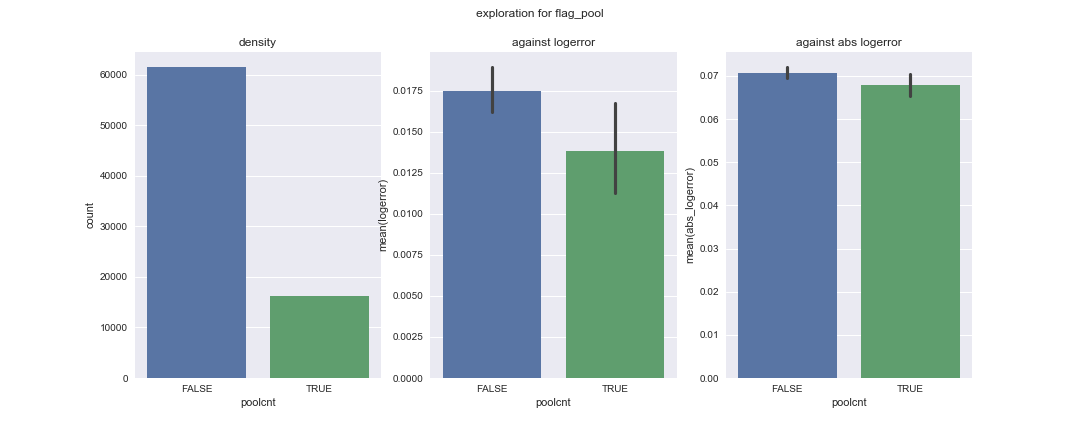 exploration for flag_pool
density
60000
50000
40000
30000
20000
10000
0
count
FALSE TRUE
poolcnt
against logerror
0.0175
0.0150
0.0125
0.0100
0.0075
0.0050
0.0025
0.0000
mean(logerror)
FALSE TRUE
poolcnt
against abs logerror
0.07
0.06
0.05
0.04
0.03
0.02
0.01
0.00
mean(abs_logerror)
FALSE TRUE
poolcnt